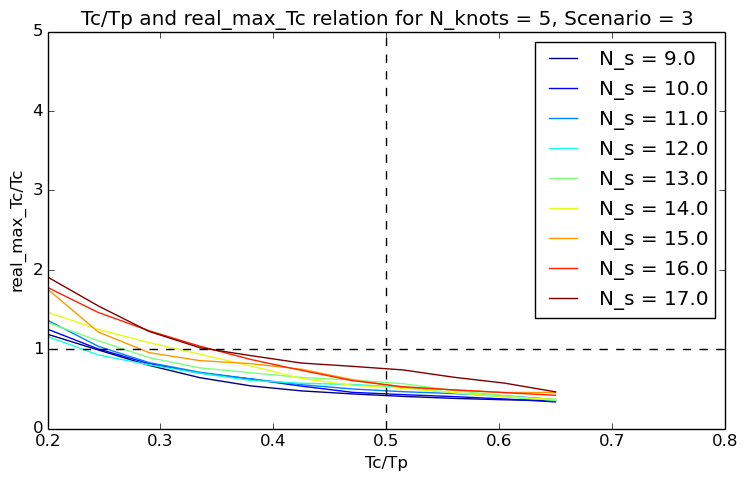 Tc/Tp and real_max_Tc relation for N_knots = 5, Scenario = 3
5
4
3
2
1
0
real_max_Tc/Tc
N_s = 9.0
N_s = 10.0
N_s = 11.0
N_s = 12.0
N_s = 13.0
N_s = 14.0
N_s = 15.0
N_s = 16.0
N_s = 17.0
0.2 0.3 0.4 0.5 0.6 0.7 0.8
Tc/Tp